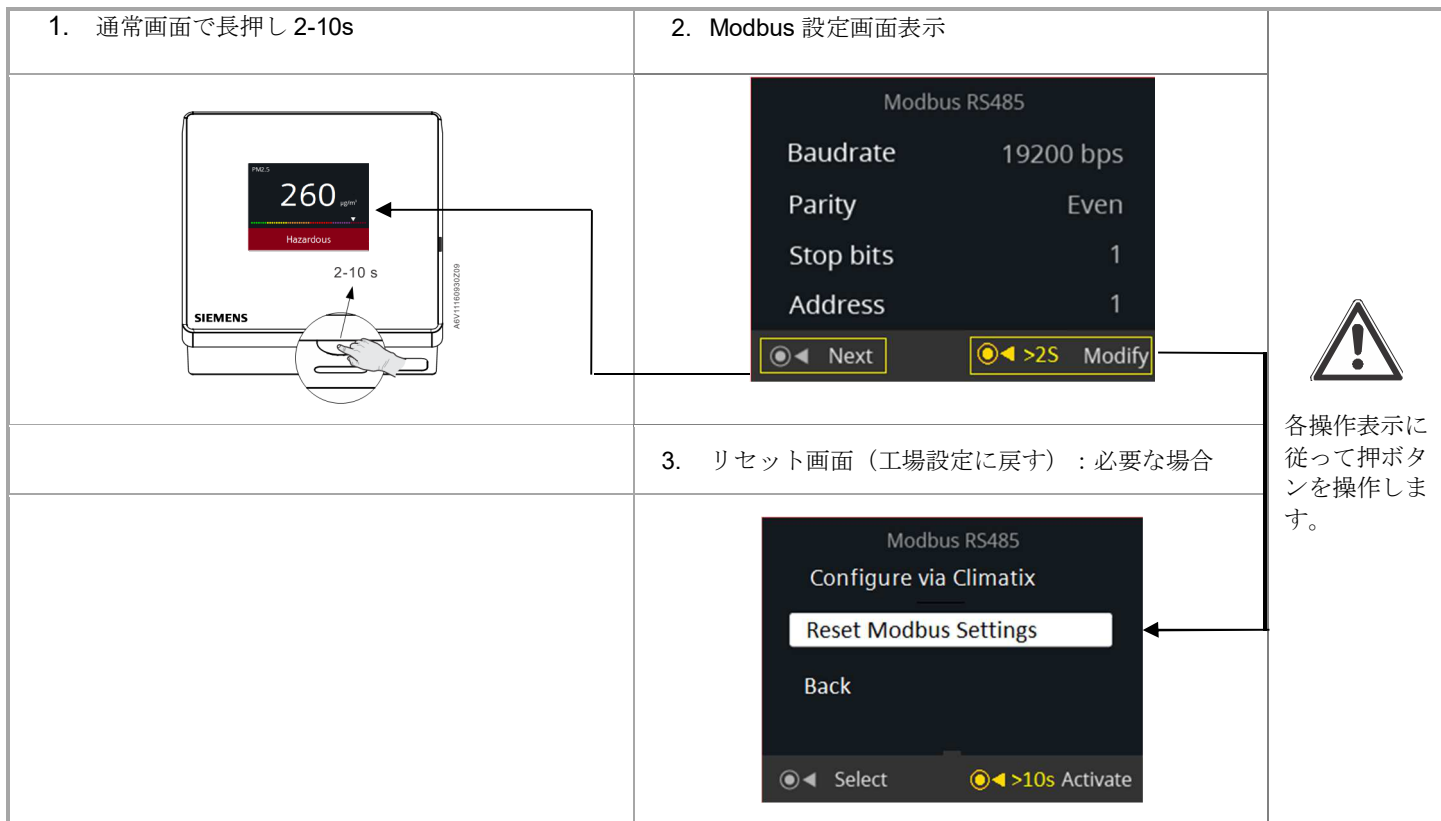 1. 通常画面で長押し 2-10s
2. Modbus 設定画面表示
PM2.5
260 µg/m³
Hazardous
2-10 s
SIEMENS
A6V11160930Z09
Modbus RS485
Baudrate 19200 bps
Parity Even
Stop bits 1
Address 1
Next >2S Modify
3. リセット画面（工場設定に戻す）：必要な場合
Modbus RS485
Configure via Climatix
Reset Modbus Settings
Back
Select >10s Activate
各操作表示に
従って押ボタ
ンを操作しま
す。